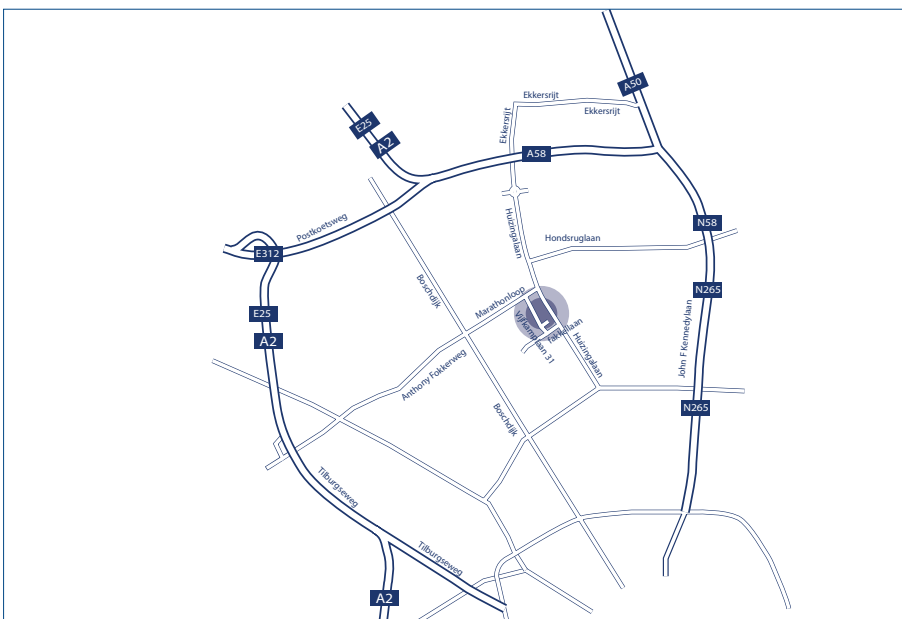 A50
Ekkersrijt
Ekkersrijt
E25
Ekkersrijt
A2
A58
Huizingalaan
Postkoetsweg
N58
Hondsruglaan
E312
Boschdijk
N265
Marathonloop
E25
Vijfkamplaan 31
Fakkellaan
A2
Huizingalaan
John F Kennedylaan
Anthony Fokkerweg
N265
Boschdijk
Tilburgseweg
Tilburgseweg
A2